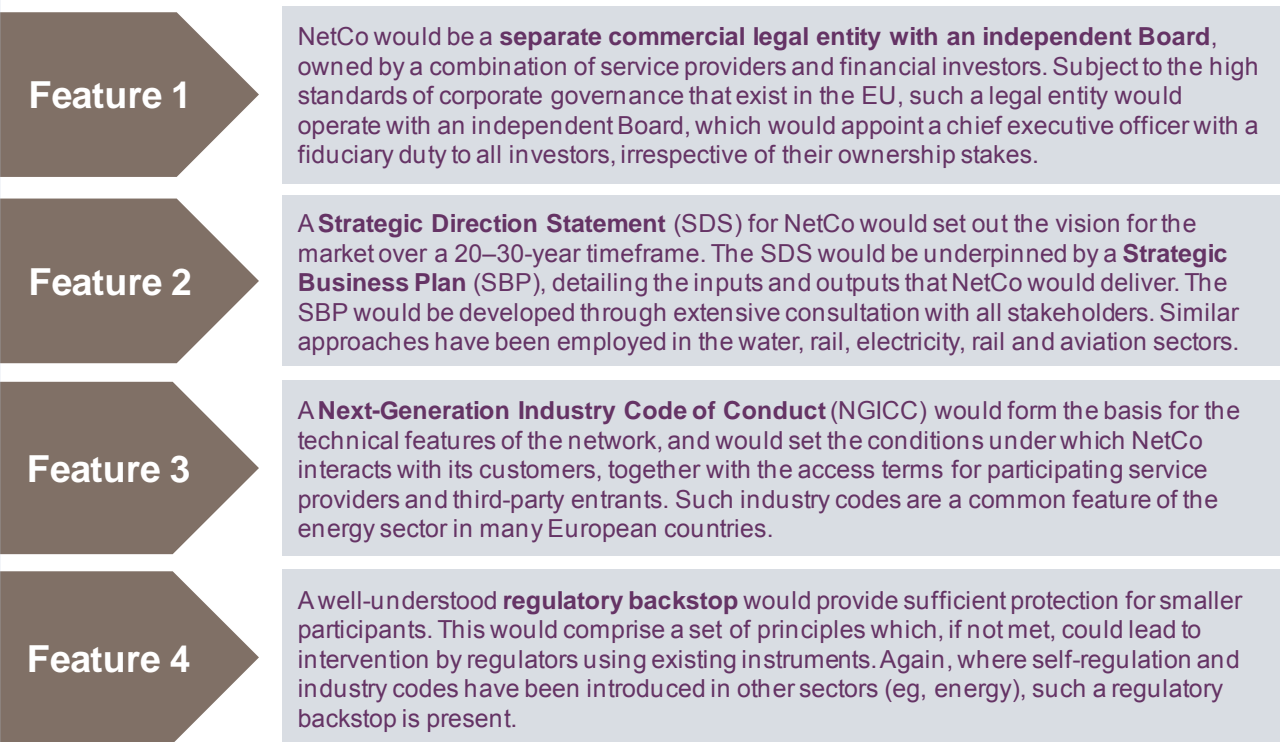 Feature 1
NetCo would be a separate commercial legal entity with an independent Board,
owned by a combination of service providers and financial investors. Subject to the high
standards of corporate governance that exist in the EU, such a legal entity would
operate with an independent Board, which would appoint a chief executive officer with a
fiduciary duty to all investors, irrespective of their ownership stakes.
Feature 2
A Strategic Direction Statement (SDS) for NetCo would set out the vision for the
market over a 20–30-year timeframe. The SDS would be underpinned by a Strategic
Business Plan (SBP), detailing the inputs and outputs that NetCo would deliver. The
SBP would be developed through extensive consultation with all stakeholders. Similar
approaches have been employed in the water, rail, electricity, rail and aviation sectors.
Feature 3
A Next-Generation Industry Code of Conduct (NGICC) would form the basis for the
technical features of the network, and would set the conditions under which NetCo
interacts with its customers, together with the access terms for participating service
providers and third-party entrants. Such industry codes are a common feature of the
energy sector in many European countries.
Feature 4
A well-understood regulatory backstop would provide sufficient protection for smaller
participants. This would comprise a set of principles which, if not met, could lead to
intervention by regulators using existing instruments. Again, where self-regulation and
industry codes have been introduced in other sectors (eg, energy), such a regulatory
backstop is present.